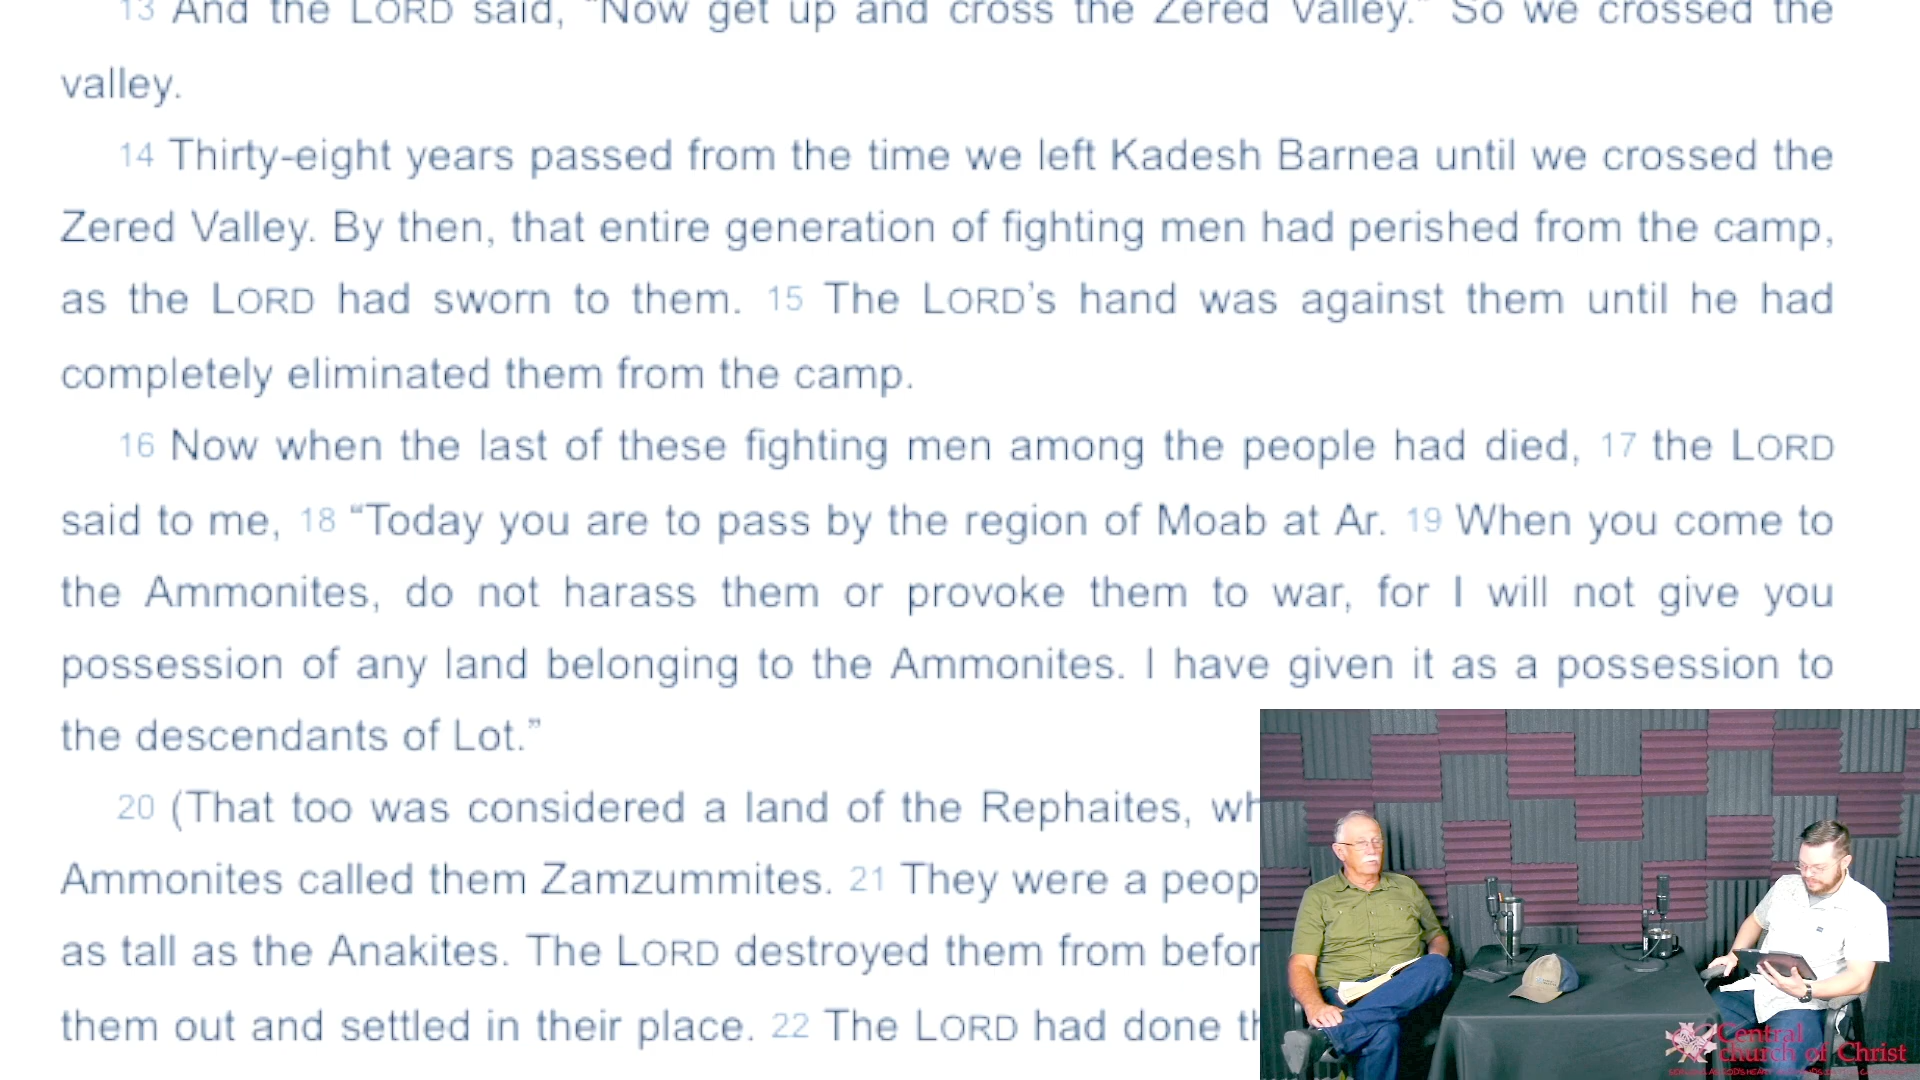 13 And the LORD said, “Now get up and cross the Zered Valley.” So we crossed the
valley.
14 Thirty-eight years passed from the time we left Kadesh Barnea until we crossed the
Zered Valley. By then, that entire generation of fighting men had perished from the camp,
as the LORD had sworn to them. 15 The LORD’s hand was against them until he had
completely eliminated them from the camp.
16 Now when the last of these fighting men among the people had died, 17 the LORD
said to me, 18 “Today you are to pass by the region of Moab at Ar. 19 When you come to
the Ammonites, do not harass them or provoke them to war, for I will not give you
possession of any land belonging to the Ammonites. I have given it as a possession to
the descendants of Lot.”
20 (That too was considered a land of the Rephaites, wh
Ammonites called them Zamzummites. 21 They were a peop
as tall as the Anakites. The LORD destroyed them from befor
them out and settled in their place. 22 The LORD had done th
Central
church of Christ